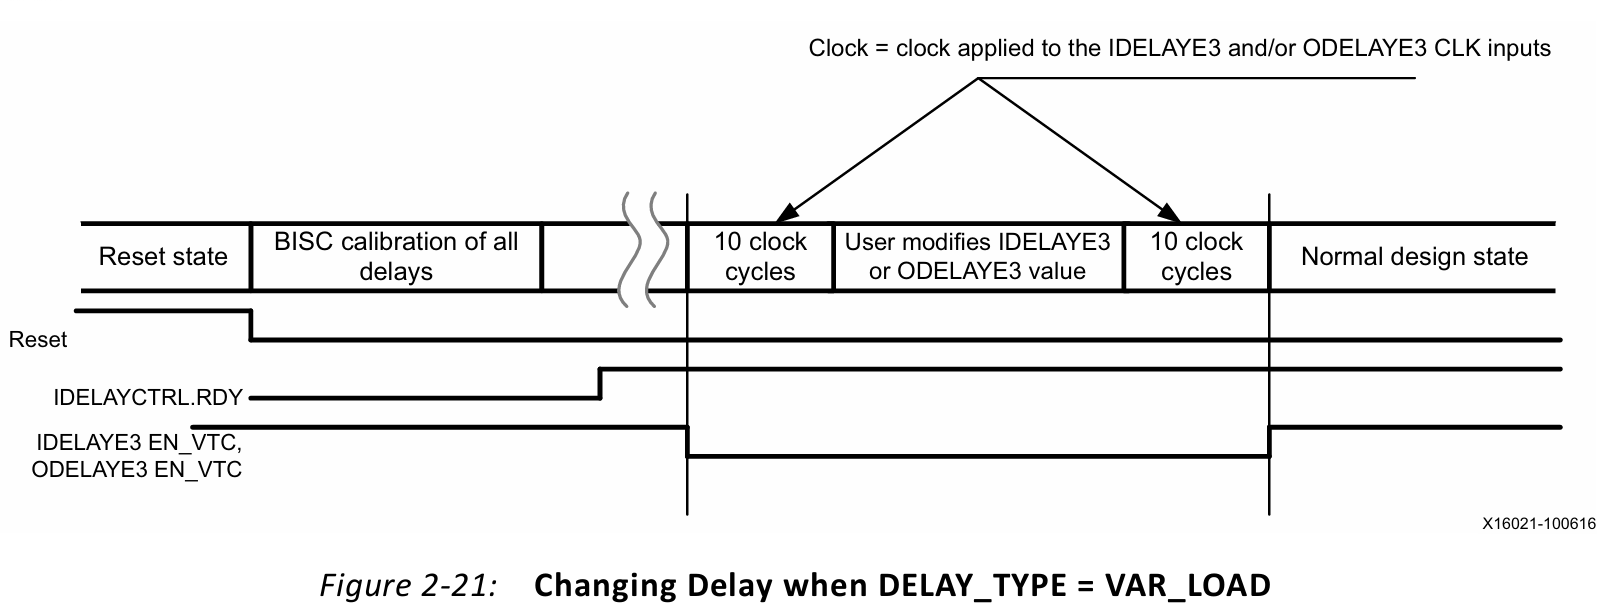 Clock = clock applied to the IDELAYE3 and/or ODELAYE3 CLK inputs
Reset state
BISC calibration of all
delays
10 clock
cycles
User modifies IDELAYE3
or ODELAYE3 value
10 clock
cycles
Normal design state
Reset
IDELAYCTRL.RDY
IDELAYE3 EN_VTC,
ODELAYE3 EN_VTC
X16021-100616
Figure 2-21: Changing Delay when DELAY_TYPE = VAR_LOAD